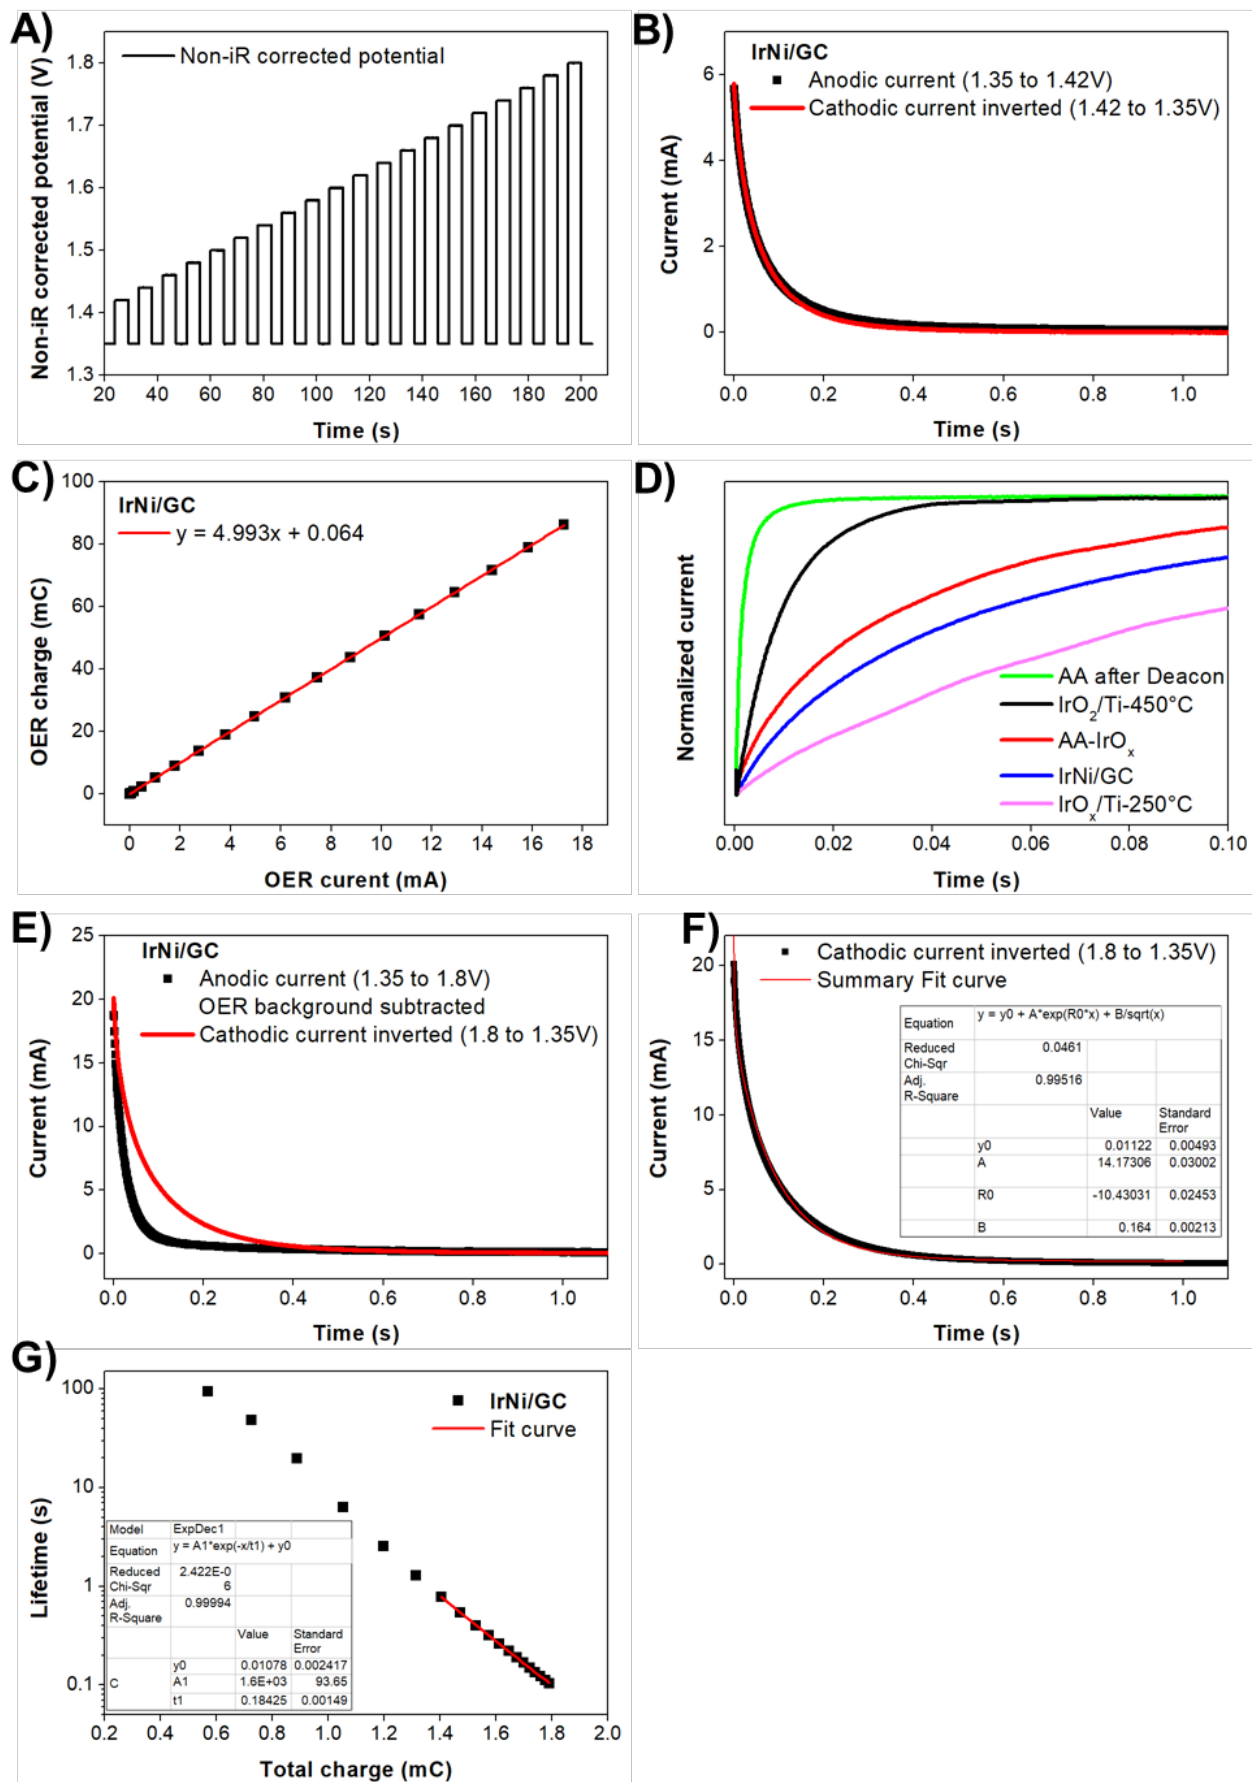 A)
Non-iR corrected potential
Non-iR corrected potential (V)
1.8
1.7
1.6
1.5
1.4
1.3
20 40 60 80 100 120 140 160 180 200
Time (s)
B)
IrNi/GC
Anodic current (1.35 to 1.42V)
Cathodic current inverted (1.42 to 1.35V)
Current (mA)
6
4
2
0
0.0 0.2 0.4 0.6 0.8 1.0
Time (s)
C)
IrNi/GC
y = 4.993x + 0.064
OER charge (mC)
100
80
60
40
20
0
0 2 4 6 8 10 12 14 16 18
OER curent (mA)
D)
Normalized current
AA after Deacon
IrO2/Ti-450°C
AA-IrOx
IrNi/GC
IrOx/Ti-250°C
0.00 0.02 0.04 0.06 0.08 0.10
Time (s)
E)
IrNi/GC
Anodic current (1.35 to 1.8V)
OER background subtracted
Cathodic current inverted (1.8 to 1.35V)
Current (mA)
25
20
15
10
5
0
0.0 0.2 0.4 0.6 0.8 1.0
Time (s)
F)
Cathodic current inverted (1.8 to 1.35V)
Summary Fit curve
Equation y = y0 + A*exp(R0*x) + B/sqrt(x)
Reduced Chi-Sqr 0.0461
Adj. R-Square 0.99516
Value Standard Error
y0 0.01122 0.00493
A 14.17306 0.03002
R0 -10.43031 0.02453
B 0.164 0.00213
Current (mA)
20
15
10
5
0
0.0 0.2 0.4 0.6 0.8 1.0
Time (s)
G)
IrNi/GC
Fit curve
Lifetime (s)
100
10
1
0.1
Model ExpDec1
Equation y = A1*exp(-x/t1) + y0
Reduced Chi-Sqr 2.422E-06
Adj. R-Square 0.99994
Value Standard Error
C
y0 0.01078 0.002417
A1 1.6E+03 93.65
t1 0.18425 0.00149
0.2 0.4 0.6 0.8 1.0 1.2 1.4 1.6 1.8 2.0
Total charge (mC)